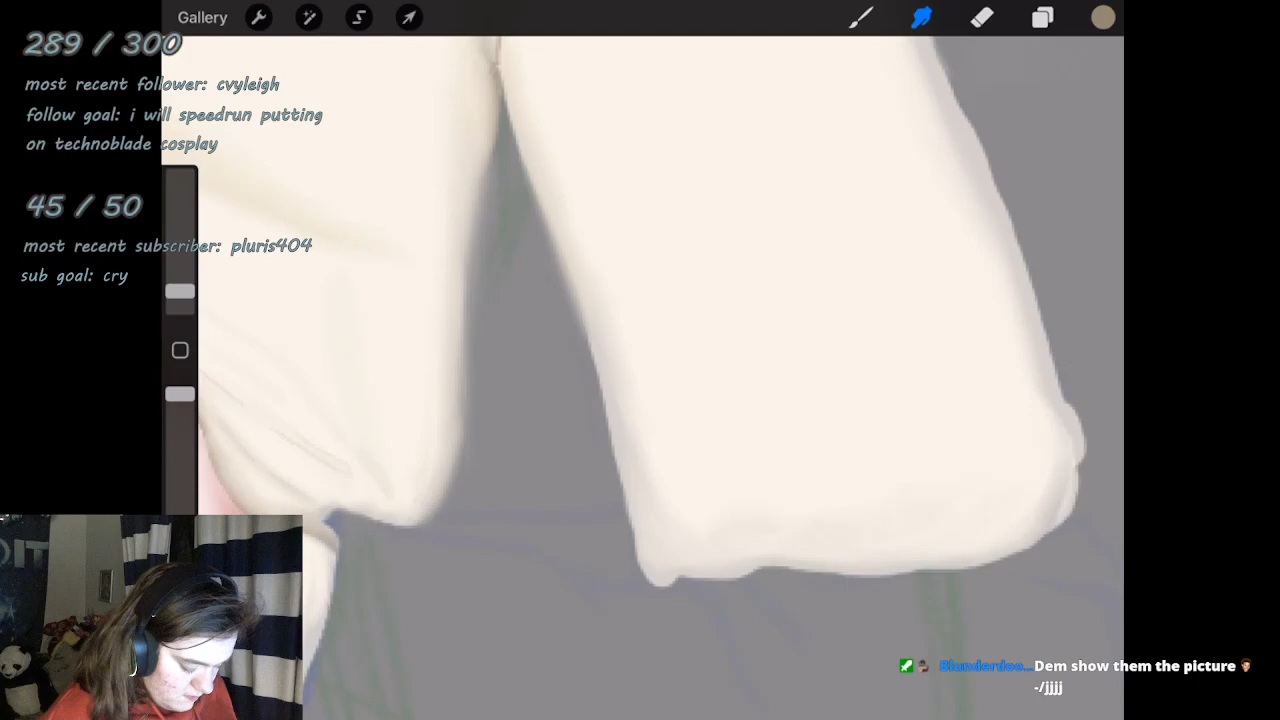 Gallery
289 / 300
most recent follower: cvyleigh
follow goal: i will speedrun putting
on technoblade cosplay
45 / 50
most recent subscriber: pluris404
sub goal: cry
Blunderdoo...Dem show them the picture
-/jjjj